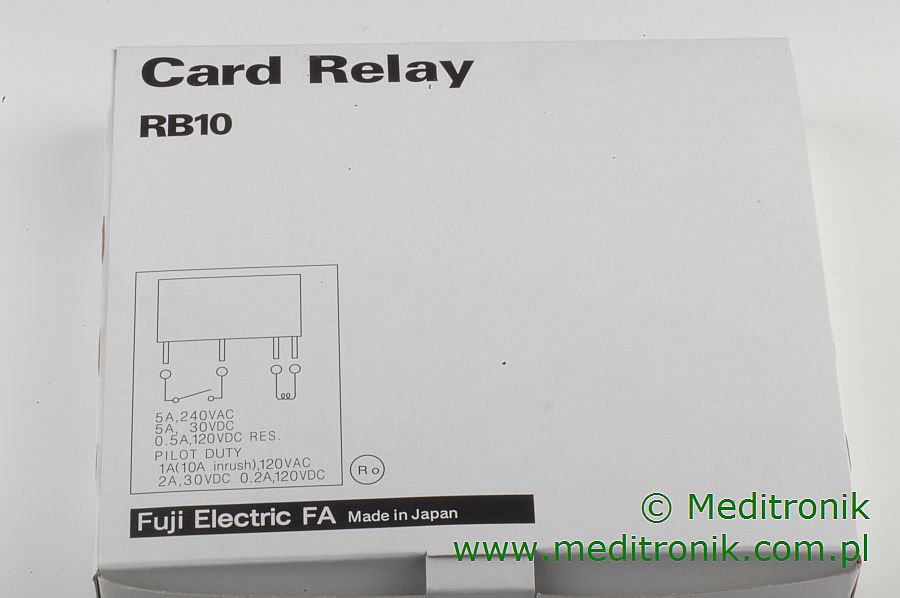 Card Relay
RB10
5A,240VAC
5A, 30VDC
0.5A,120VDC RES.
PILOT DUTY
1A(10A inrush),120VAC
2A,30VDC 0.2A,120VDC
Ro
Fuji Electric FA Made in Japan
© Meditronik
www.meditronik.com.pl